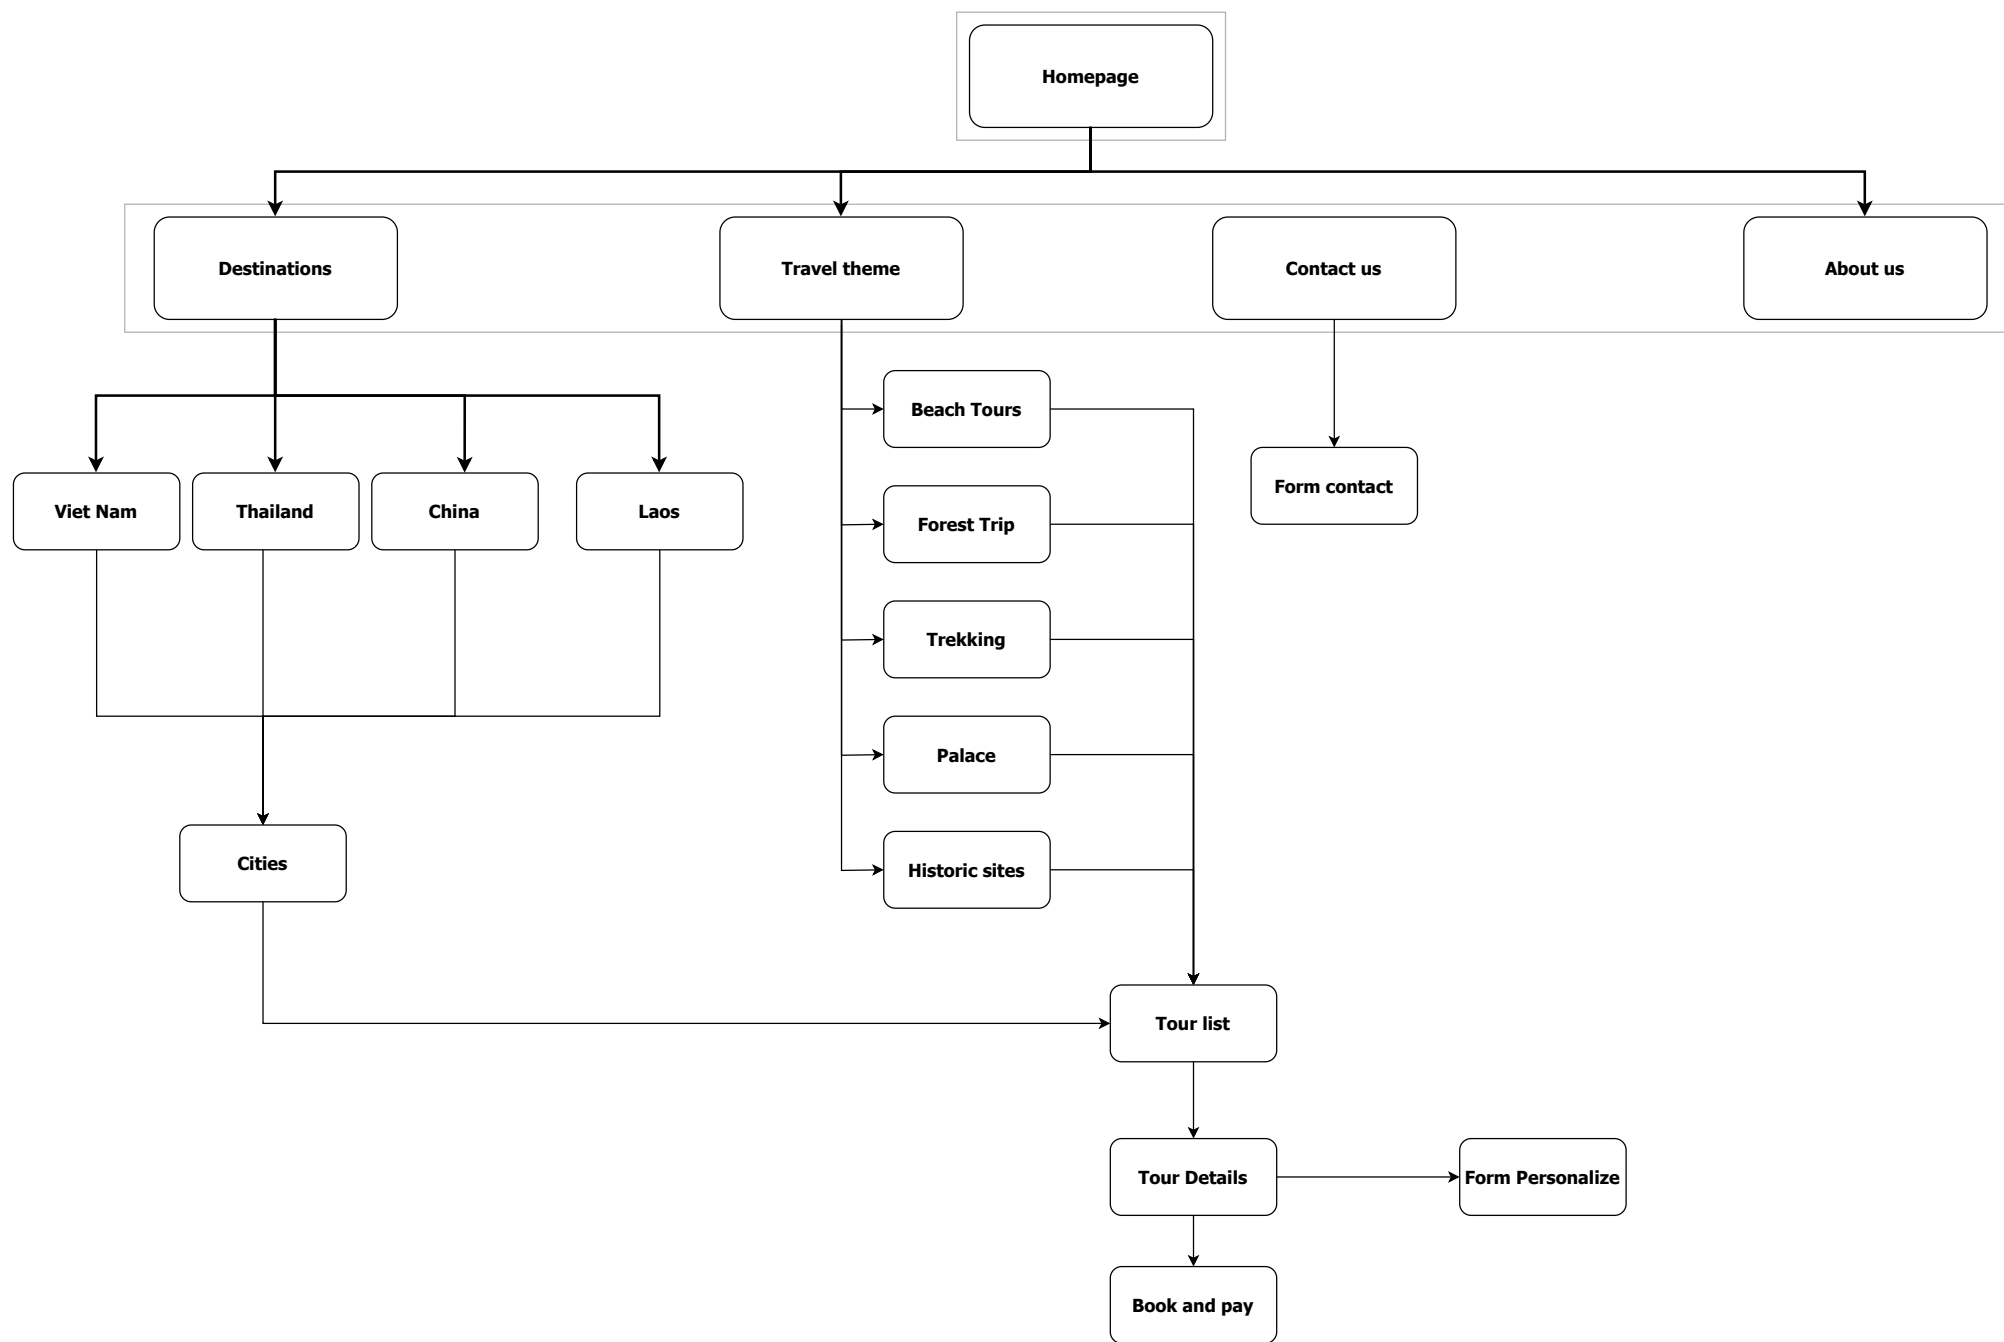 Homepage
Destinations
Travel theme
Contact us
About us
Beach Tours
Form contact
Viet Nam
Thailand
China
Laos
Forest Trip
Trekking
Palace
Cities
Historic sites
Tour list
Tour Details
Form Personalize
Book and pay